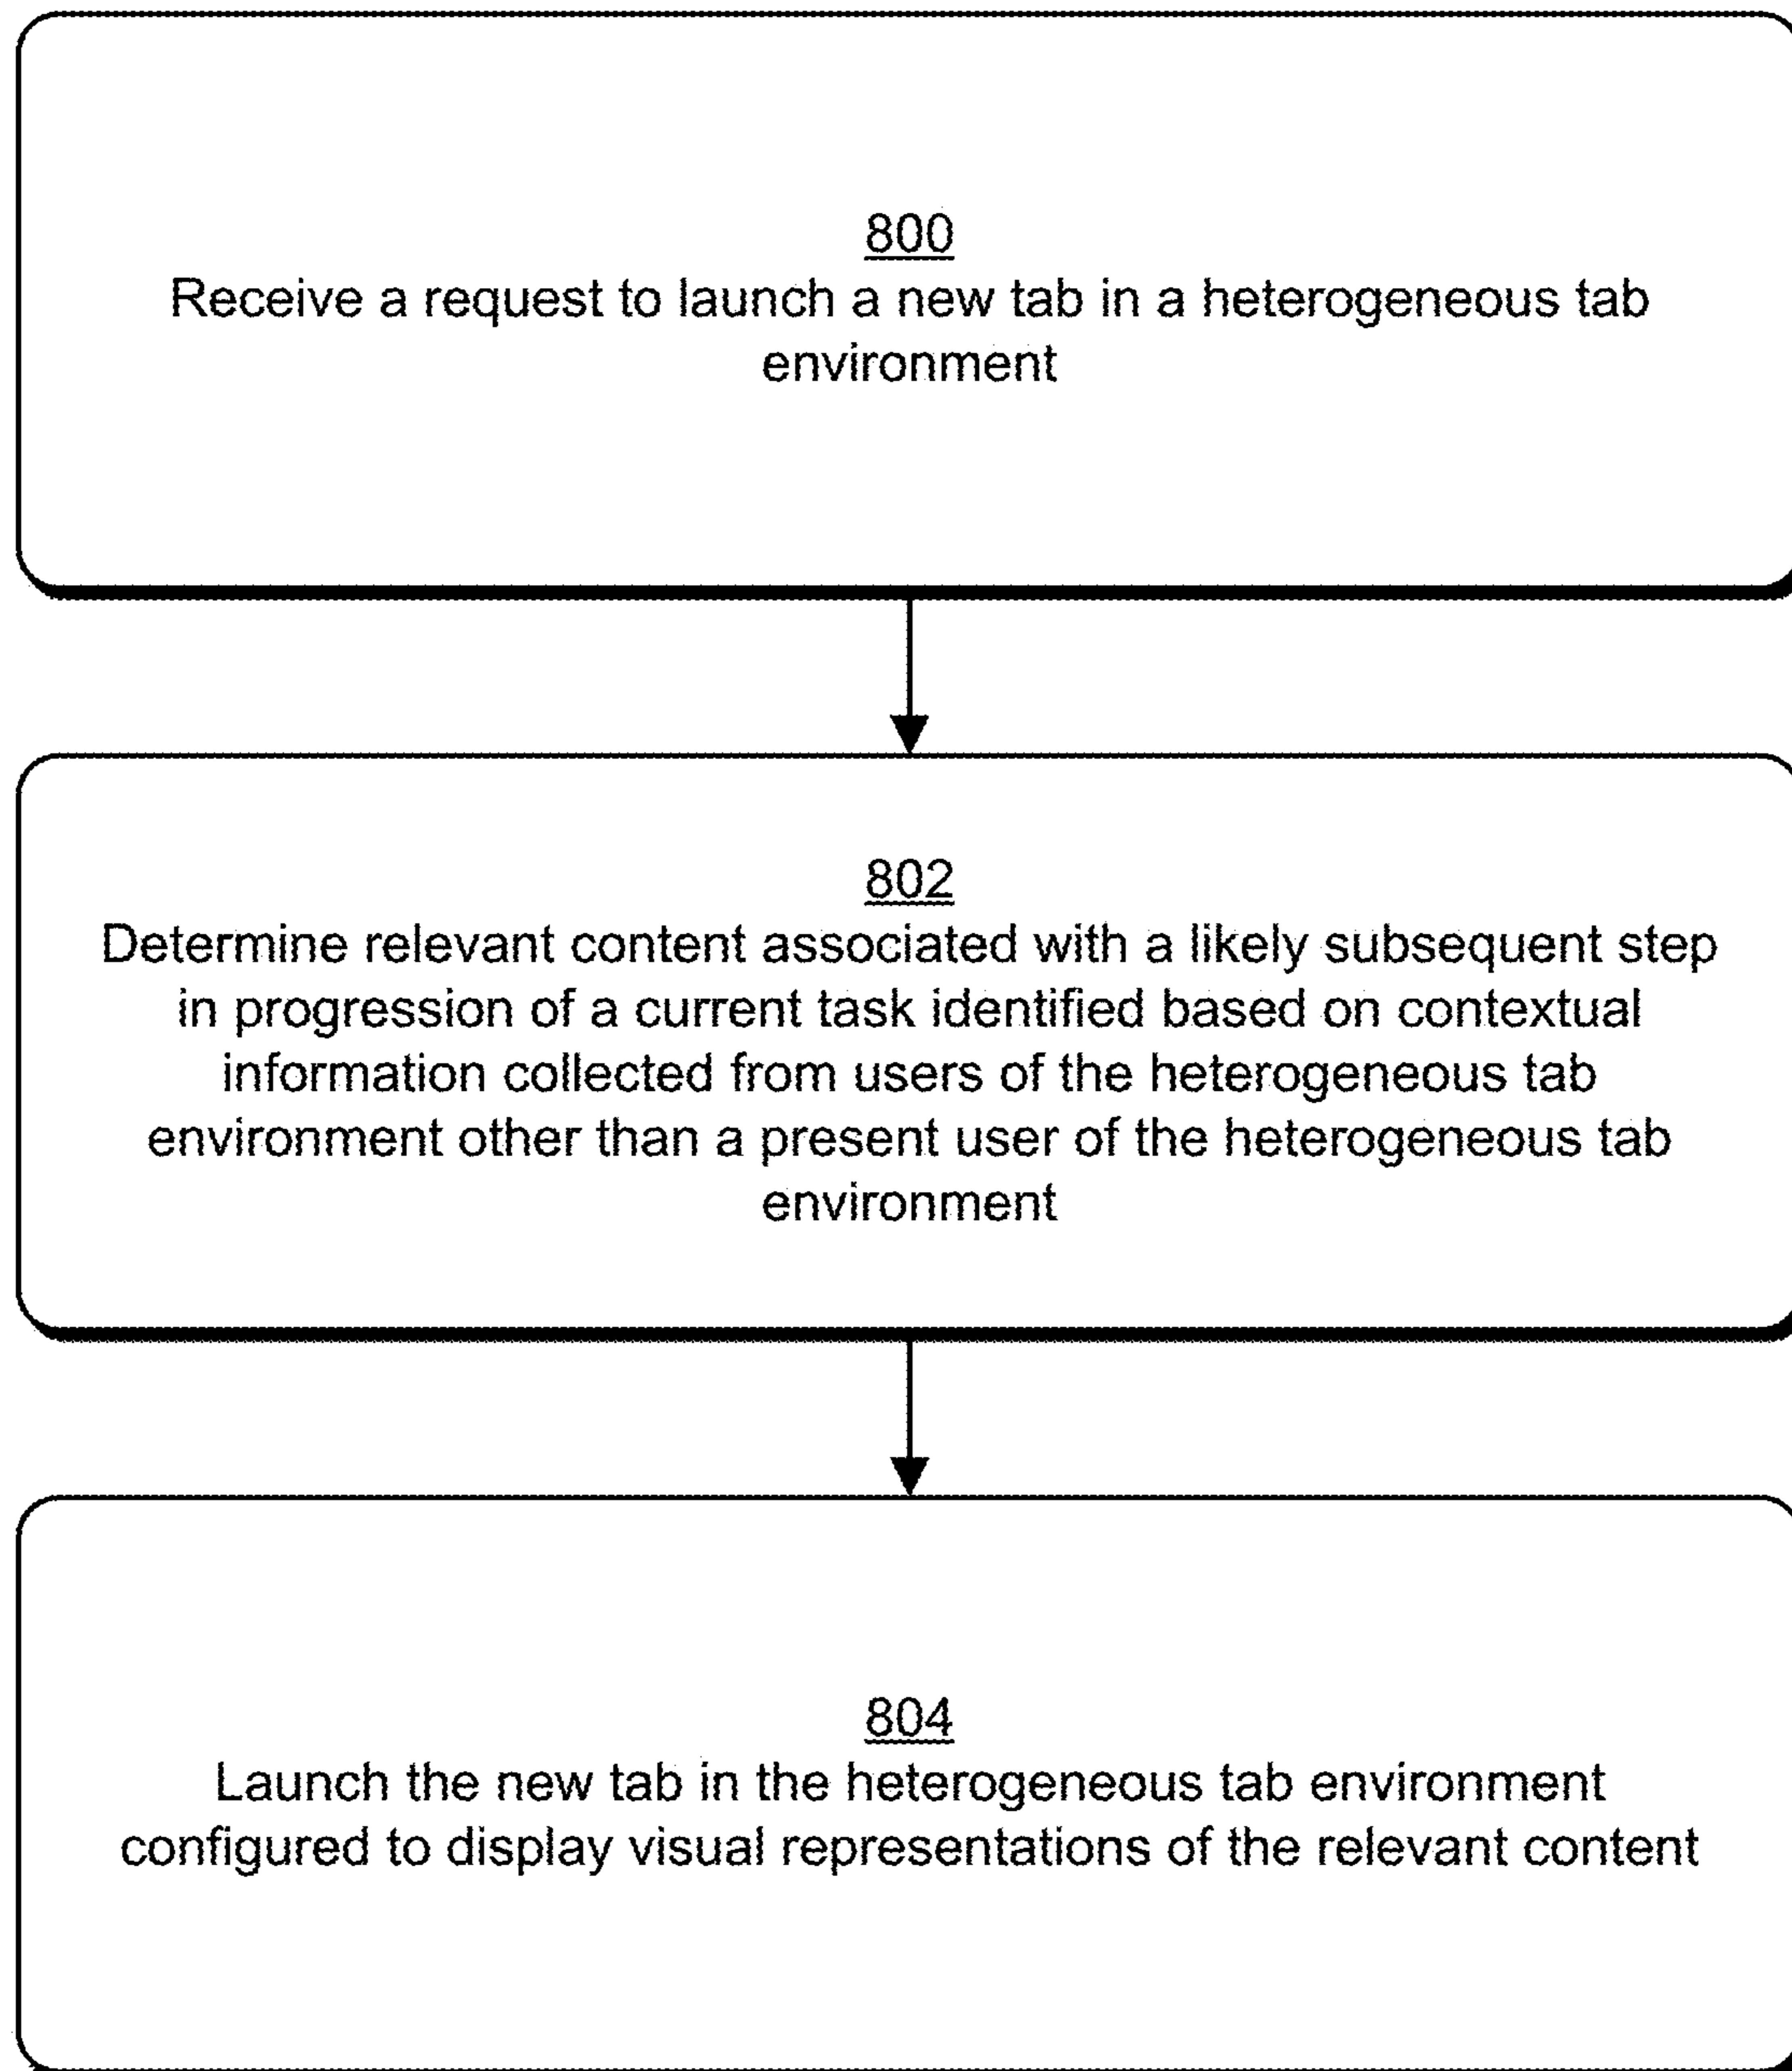 800
Receive a request to launch a new tab in a heterogeneous tab
environment
802
Determine relevant content associated with a likely subsequent step
in progression of a current task identified based on contextual
information collected from users of the heterogeneous tab
environment other than a present user of the heterogeneous tab
environment
804
Launch the new tab in the heterogeneous tab environment
configured to display visual representations of the relevant content